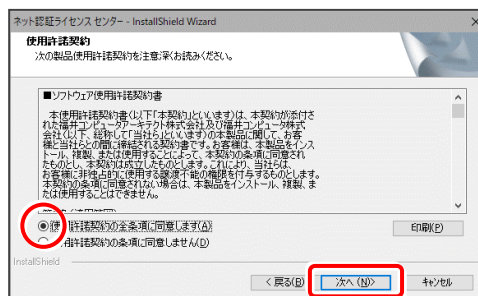 ネット認証ライセンス センター - InstallShield Wizard
使用許諾契約
次の製品使用許諾契約を注意深くお読みください。
■ソフトウェア使用許諾契約書
本使用許諾契約書(以下「本契約」といいます)は、本契約が添付さ
れた福井コンピュータアーキテクト株式会社及び福井コンピュータ株式
会社(以下、総称して「当社ら」といいます)の本製品に関して、お客
様と当社らとの間に締結される契約書です。お客様は、本製品をインス
トール、複製、または使用することによって、本契約の条項に同意され
たものとし、本契約は成立したものとします。これにより、当社らは、
お客様に非独占的に使用する譲渡不能の権限を付与するものとします。
本契約の条項に同意されない場合は、本製品をインストール、複製、ま
たは使用することはできません。
使用許諾契約の全条項に同意します(A)
印刷(P)
用許諾契約の条項に同意しません(D)
InstallShield
< 戻る(B)
次へ (N)>
キャンセル